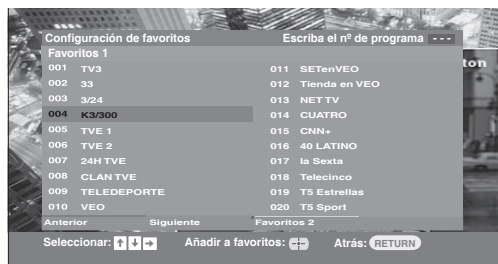 Configuración de favoritos Escriba el nº de programa ---
Favoritos 1
ton
001 TV3
002 33
003 3/24
004 K3/300
005 TVE 1
006 TVE 2
007 24H TVE
008 CLAN TVE
009 TELEDEPORTE
010 VEO
011 SETenVEO
012 Tienda en VEO
013 NET TV
014 CUATRO
015 CNN+
016 40 LATINO
017 la Sexta
018 Telecinco
019 T5 Estrellas
020 T5 Sport
Anterior Siguiente Favoritos 2
Seleccionar: ↑ ↓ → Añadir a favoritos: Atrás: RETURN